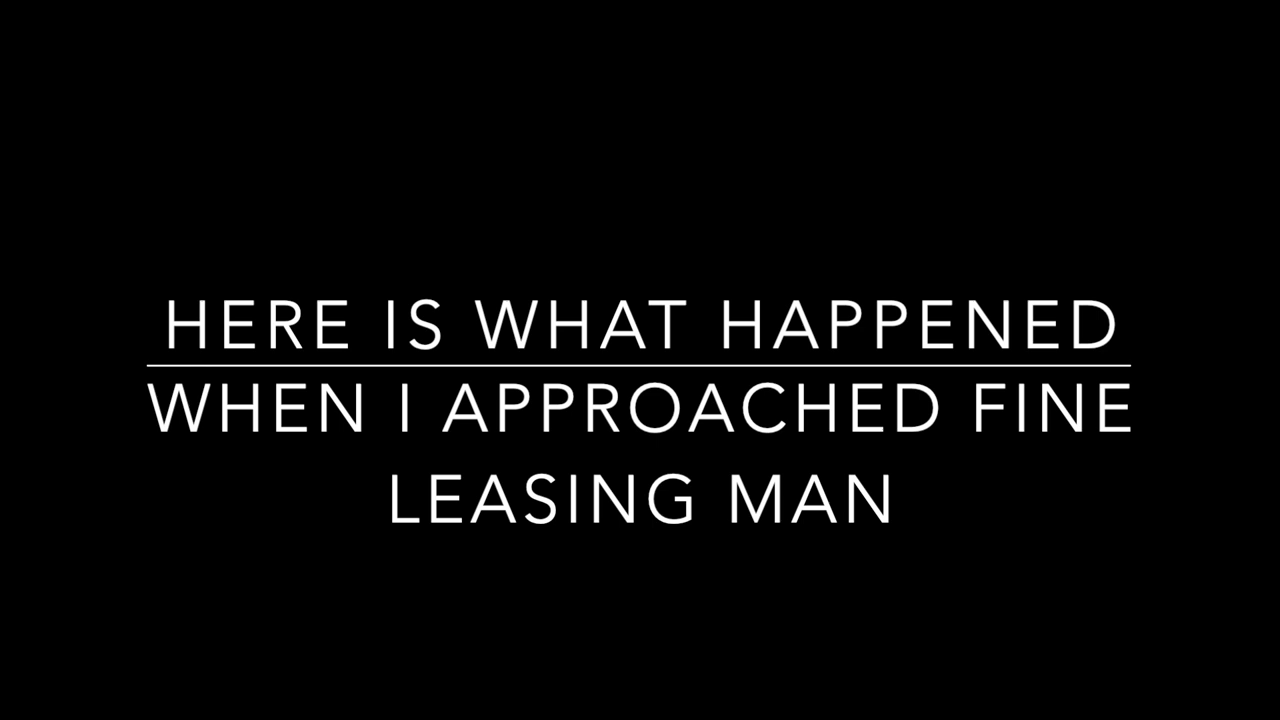 HERE IS WHAT HAPPENED
WHEN I APPROACHED FINE
LEASING MAN